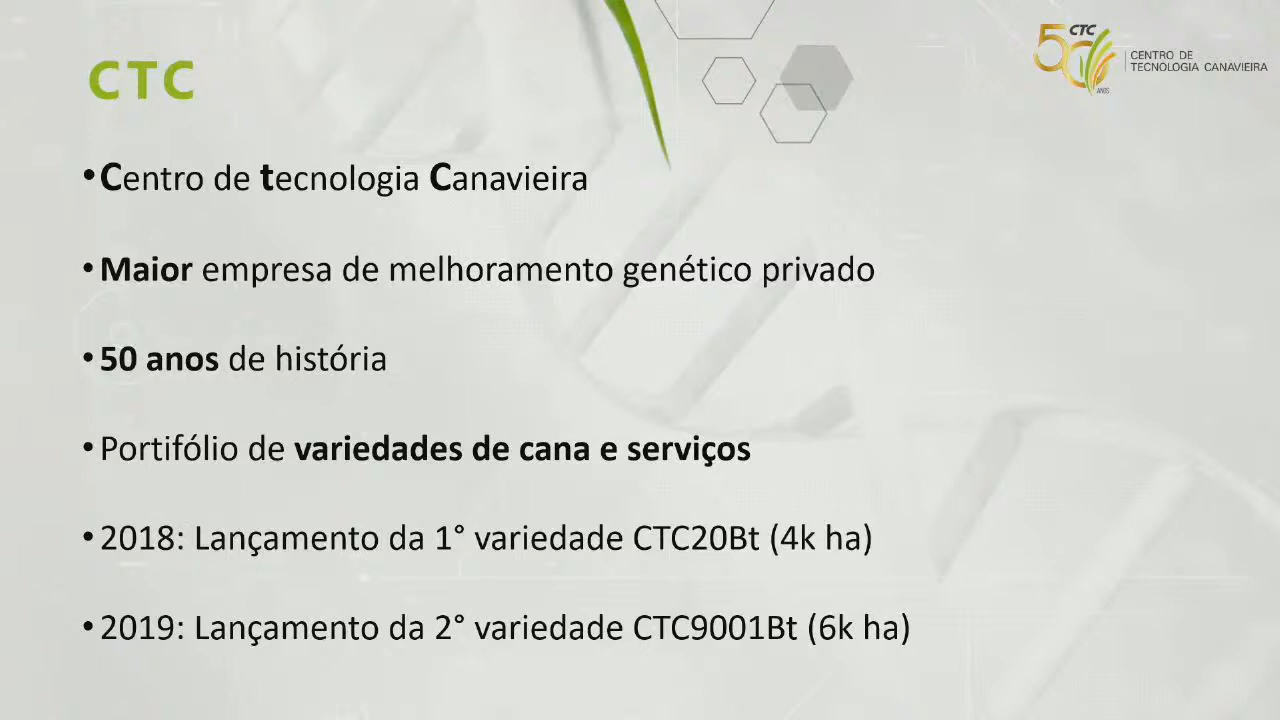 CTC
50 CTC
ANOS
CENTRO DE
TECNOLOGIA CANAVIEIRA
•Centro de tecnologia Canavieira
•Maior empresa de melhoramento genético privado
•50 anos de história
•Portifólio de variedades de cana e serviços
•2018: Lançamento da 1° variedade CTC20Bt (4k ha)
•2019: Lançamento da 2° variedade CTC9001Bt (6k ha)